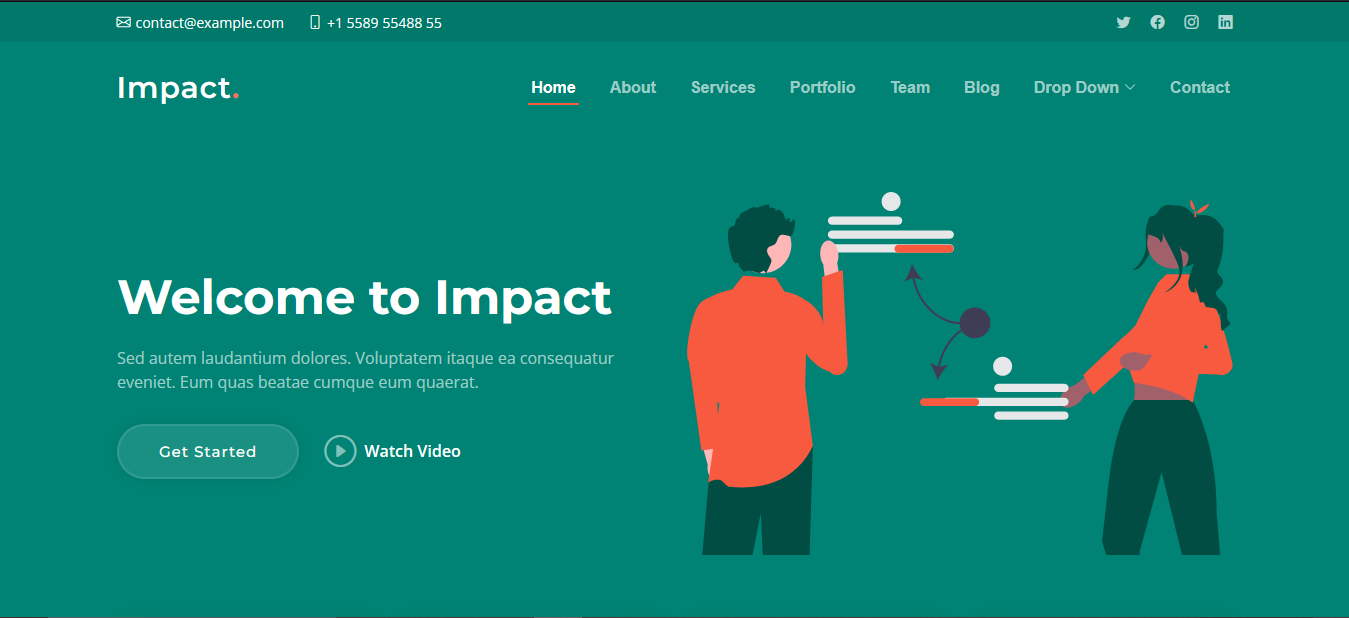 contact@example.com +1 5589 55488 55
Impact.
Home About Services Portfolio Team Blog Drop Down Contact
Welcome to Impact
Sed autem laudantium dolores. Voluptatem itaque ea consequatur
eveniet. Eum quas beatae cumque eum quaerat.
Get Started Watch Video